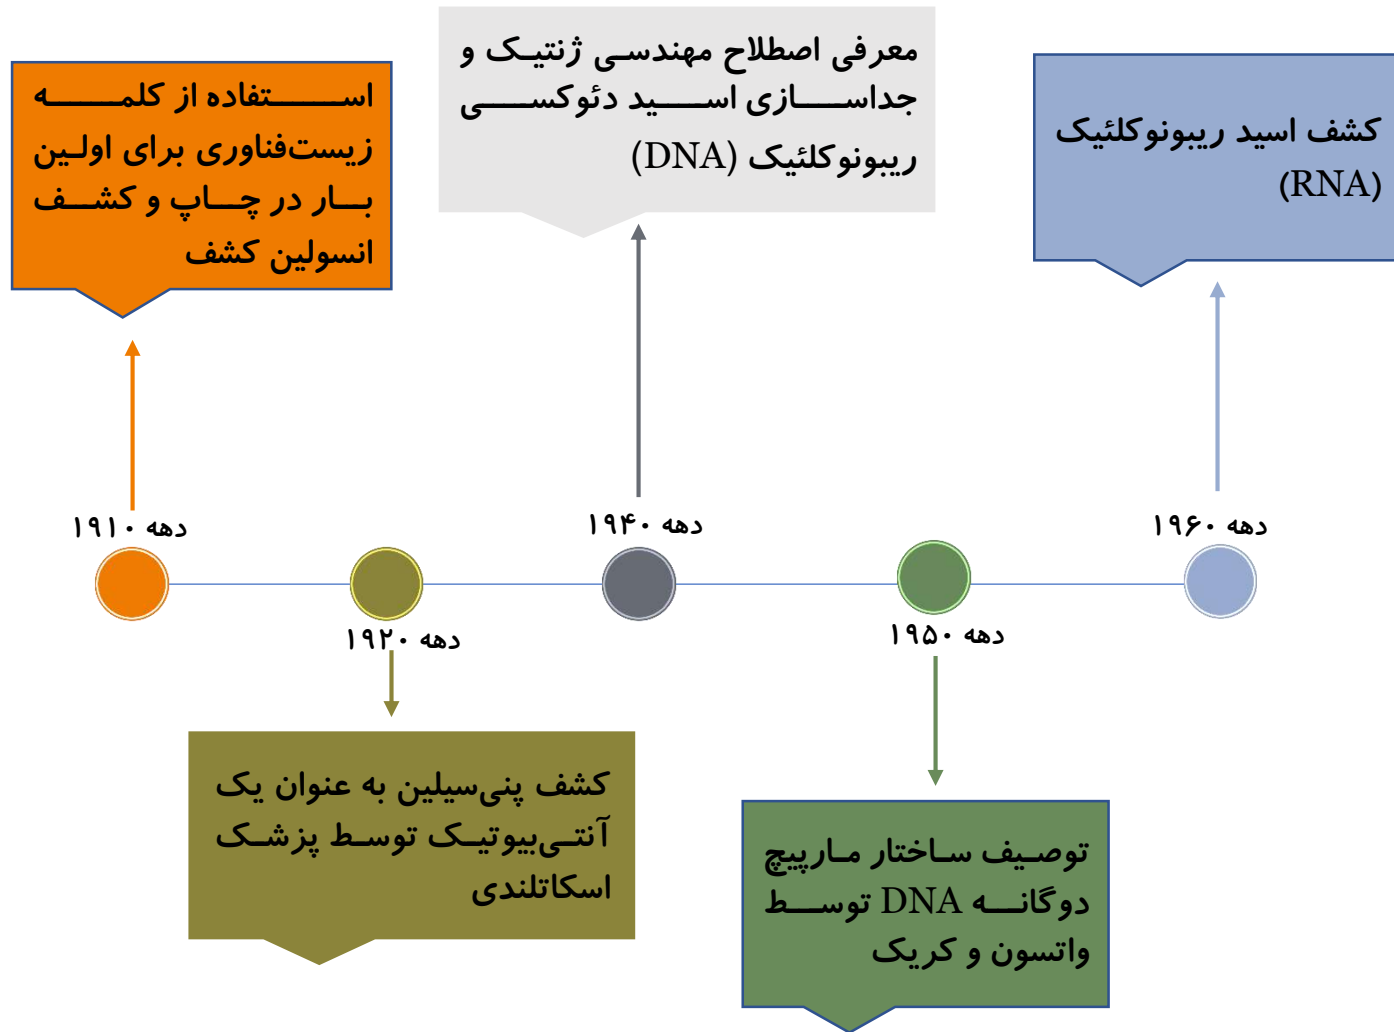 استفاده از کلمه
زیست‌فناوری برای اولین
بار در چاپ و کشف
انسولین کشف
دهه ۱۹۱۰
کشف پنی‌سیلین به عنوان یک
آنتی‌بیوتیک توسط پزشک
اسکاتلندی
دهه ۱۹۲۰
معرفی اصطلاح مهندسی ژنتیک و
جداسازی اسید دئوکسی
ریبونوکلئیک (DNA)
دهه ۱۹۴۰
توصیف ساختار مارپیچ
دوگانه DNA توسط
واتسون و کریک
دهه ۱۹۵۰
کشف اسید ریبونوکلئیک
(RNA)
دهه ۱۹۶۰